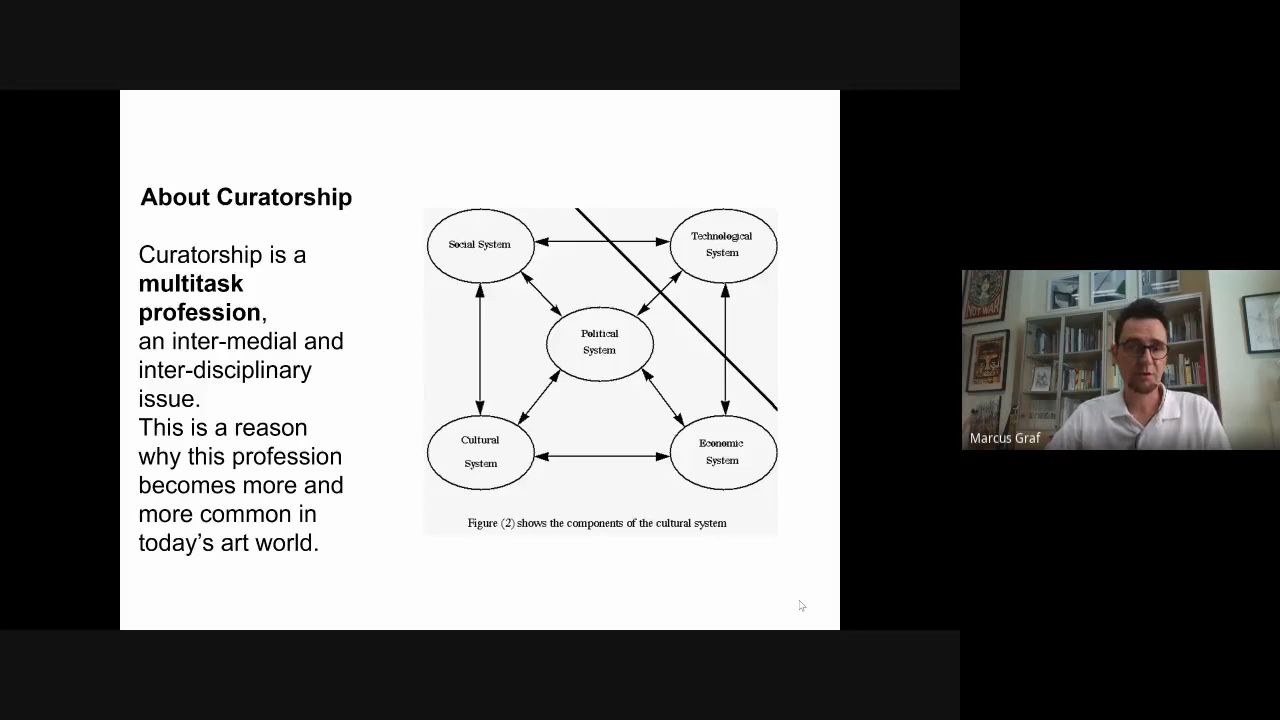 About Curatorship
Curatorship is a
multitask
profession,
an inter-medial and
inter-disciplinary
issue.
This is a reason
why this profession
becomes more and
more common in
today's art world.
Social System
Technological
System
Political
System
Cultural
System
Economic
System
Figure (2) shows the components of the cultural system
NOT WAR
Marcus Graf